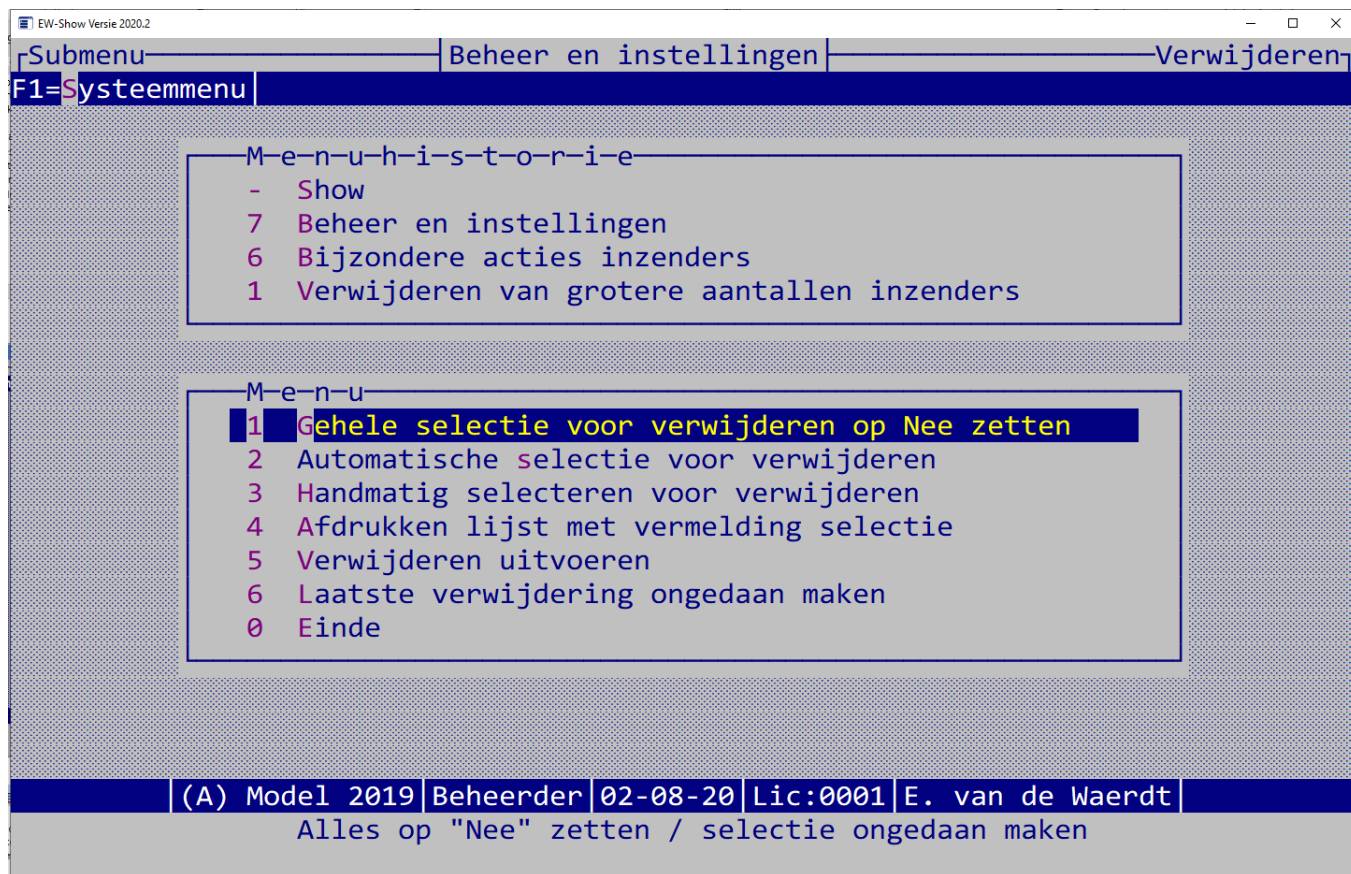 EW-Show Versie 2020.2
Submenu Beheer en instellingen Verwijderen
F1=Systeemmenu
M-e-n-u-h-i-s-t-o-r-i-e
- Show
7 Beheer en instellingen
6 Bijzondere acties inzenders
1 Verwijderen van grotere aantallen inzenders
M-e-n-u
1 Gehele selectie voor verwijderen op Nee zetten
2 Automatische selectie voor verwijderen
3 Handmatig selecteren voor verwijderen
4 Afdrukken lijst met vermelding selectie
5 Verwijderen uitvoeren
6 Laatste verwijdering ongedaan maken
0 Einde
(A) Model 2019|Beheerder|02-08-20|Lic:0001|E. van de Waerdt|
Alles op "Nee" zetten / selectie ongedaan maken